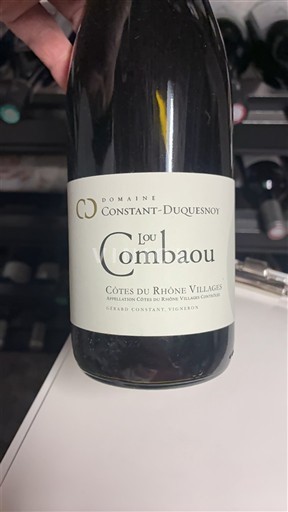 DOMAINE
CONSTANT-DUQUESNOY
LOU
Combaou
CÔTES DU RHÔNE VILLAGES
APPELLATION CÔTES DU RHÔNE VILLAGES CONTRÔLÉE
GÉRARD CONSTANT, VIGNERON